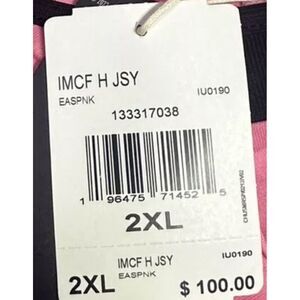 IMCF H JSY
EASPNK IU0190
133317038
1 96475 71452 5
2XL
IMCF H JSY IU0190
EASPNK
2XL $ 100.00